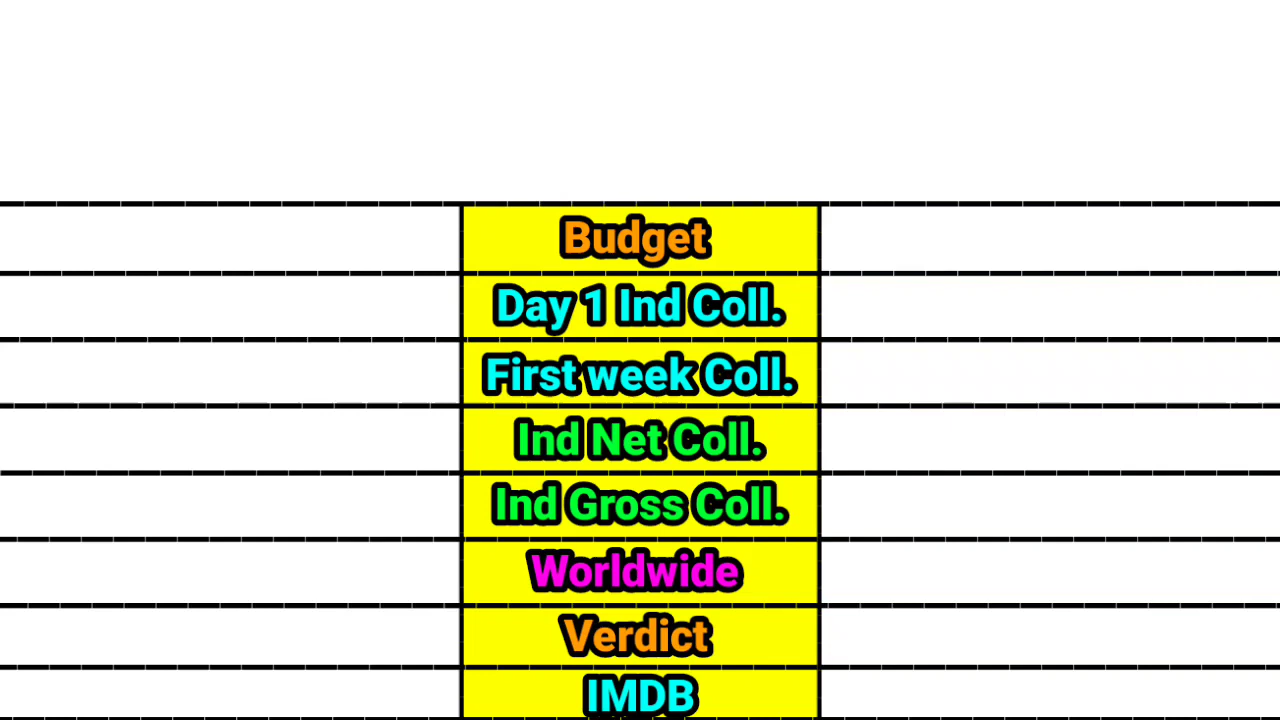 Budget
Day 1 Ind Coll.
First week Coll.
Ind Net Coll.
Ind Gross Coll.
Worldwide
Verdict
IMDB